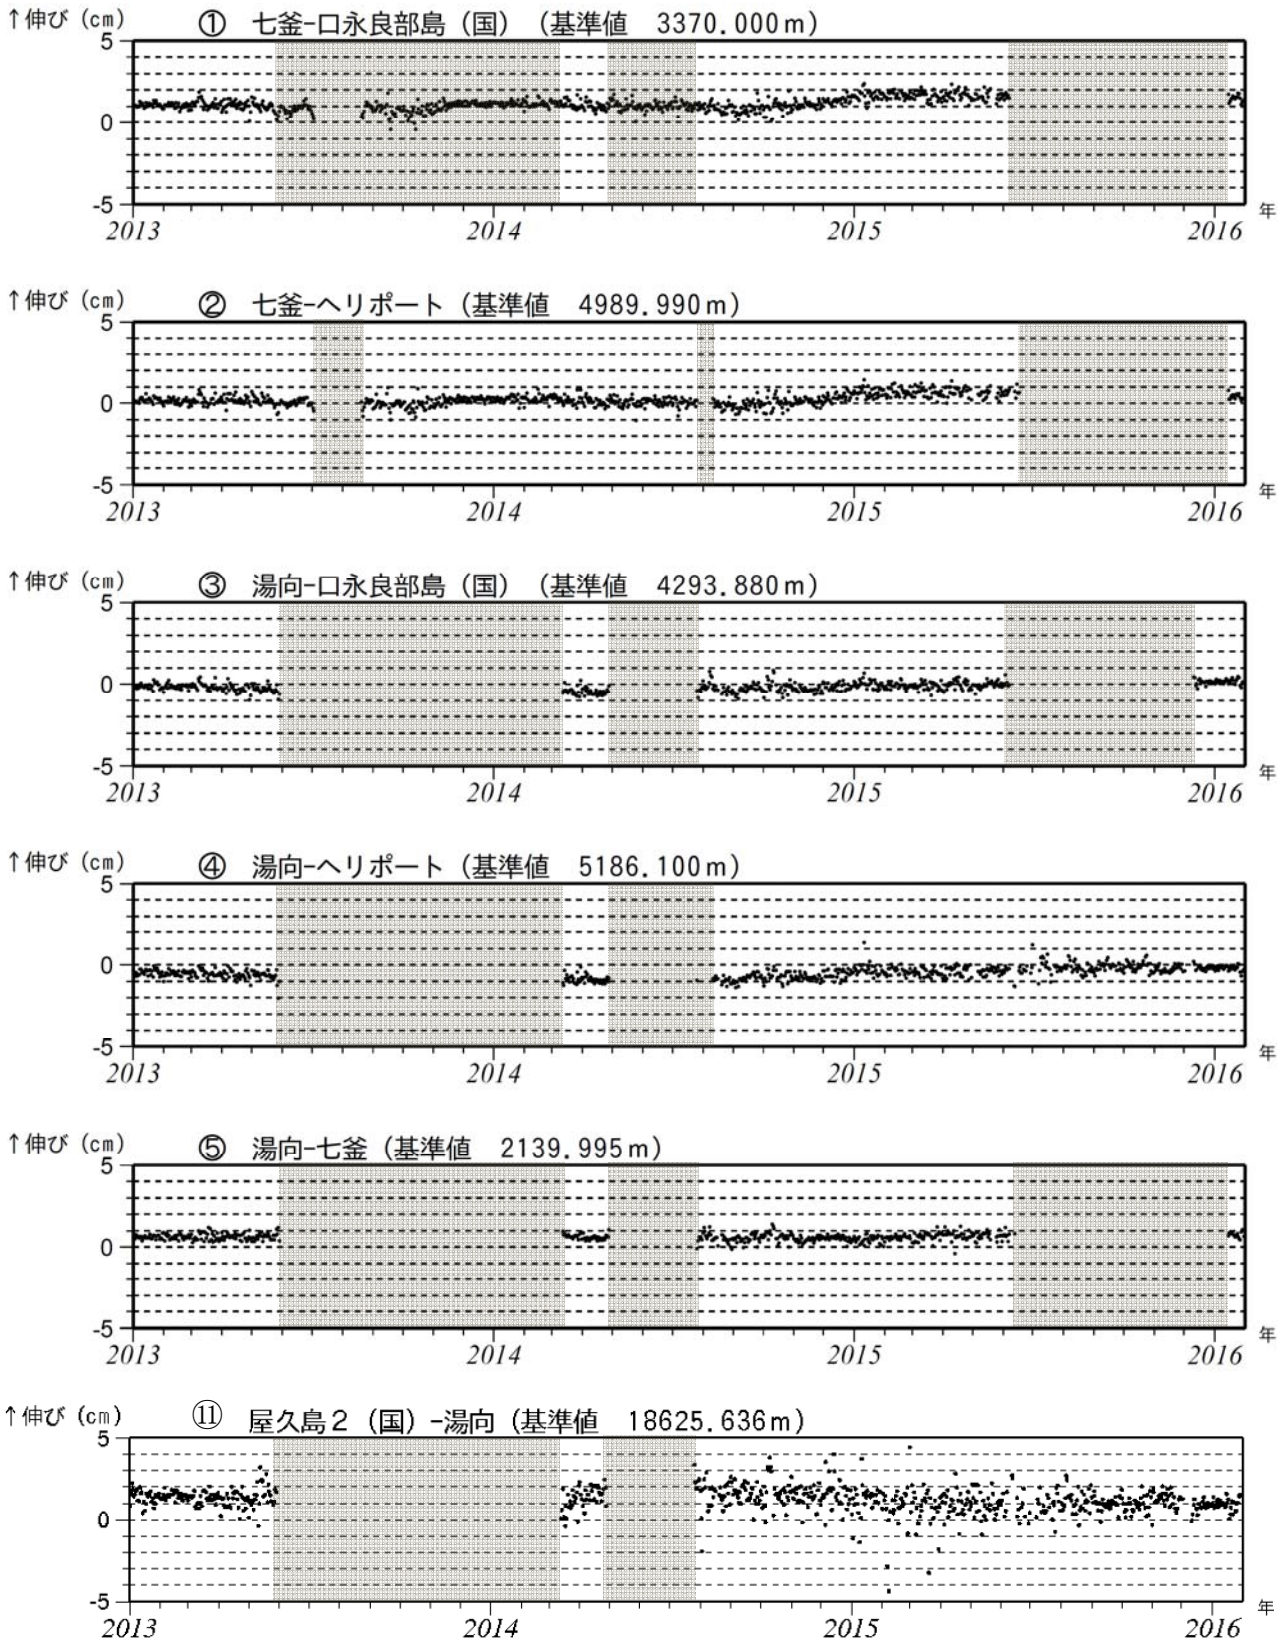 ↑伸び(cm) ① 七釜-口永良部島(国) (基準値 3370.000m)
5
0
-5
2013 2014 2015 2016 年
↑伸び(cm) ② 七釜-ヘリポート(基準値 4989.990m)
5
0
-5
2013 2014 2015 2016 年
↑伸び(cm) ③ 湯向-口永良部島(国) (基準値 4293.880m)
5
0
-5
2013 2014 2015 2016 年
↑伸び(cm) ④ 湯向-ヘリポート(基準値 5186.100m)
5
0
-5
2013 2014 2015 2016 年
↑伸び(cm) ⑤ 湯向-七釜(基準値 2139.995m)
5
0
-5
2013 2014 2015 2016 年
↑伸び(cm) ⑪ 屋久島2(国)-湯向(基準値 18625.636m)
5
0
-5
2013 2014 2015 2016 年